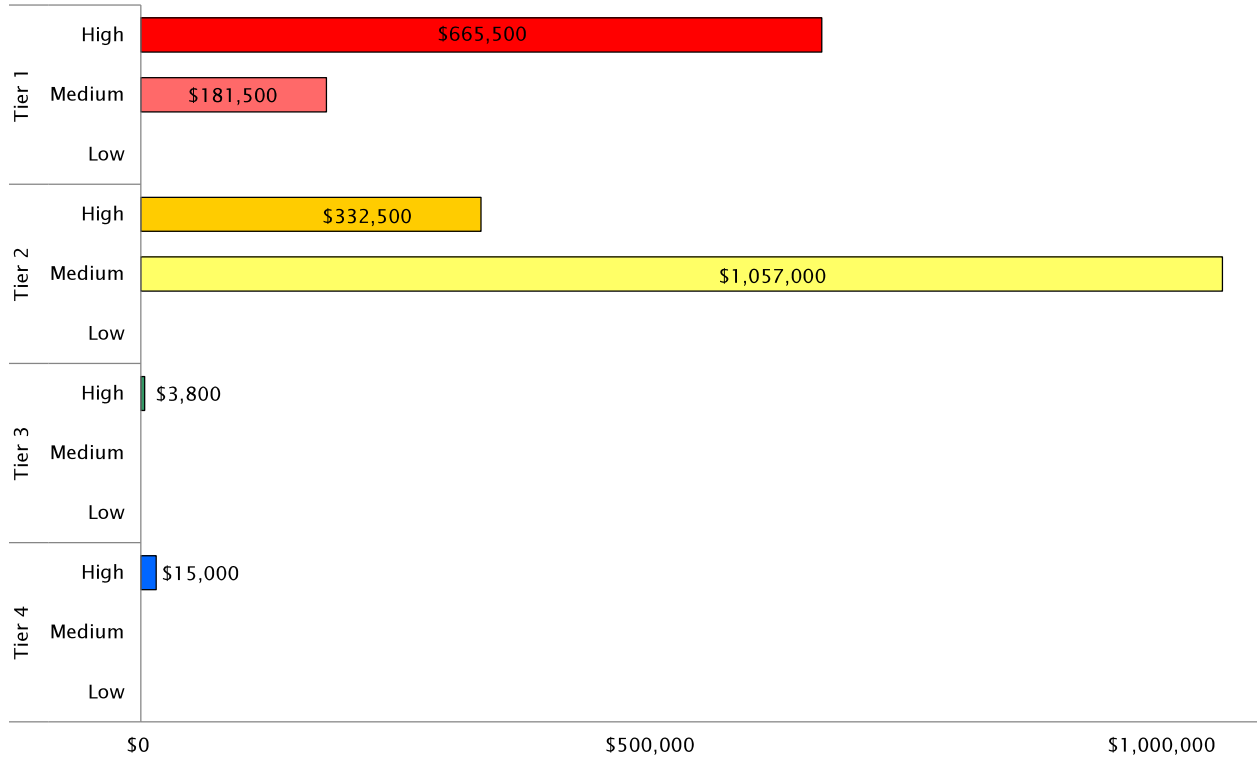 Tier 1
High
$665,500
Medium
$181,500
Low
Tier 2
High
$332,500
Medium
$1,057,000
Low
Tier 3
High
$3,800
Medium
Low
Tier 4
High
$15,000
Medium
Low
$0
$500,000
$1,000,000